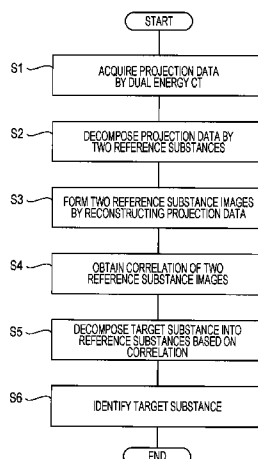 START
S1
ACQUIRE PROJECTION DATA
BY DUAL ENERGY CT
S2
DECOMPOSE PROJECTION DATA BY
TWO REFERENCE SUBSTANCES
S3
FORM TWO REFERENCE SUBSTANCE IMAGES
BY RECONSTRUCTING PROJECTION DATA
S4
OBTAIN CORRELATION OF TWO
REFERENCE SUBSTANCE IMAGES
S5
DECOMPOSE TARGET SUBSTANCE INTO
REFERENCE SUBSTANCES BASED ON
CORRELATION
S6
IDENTIFY TARGET SUBSTANCE
END